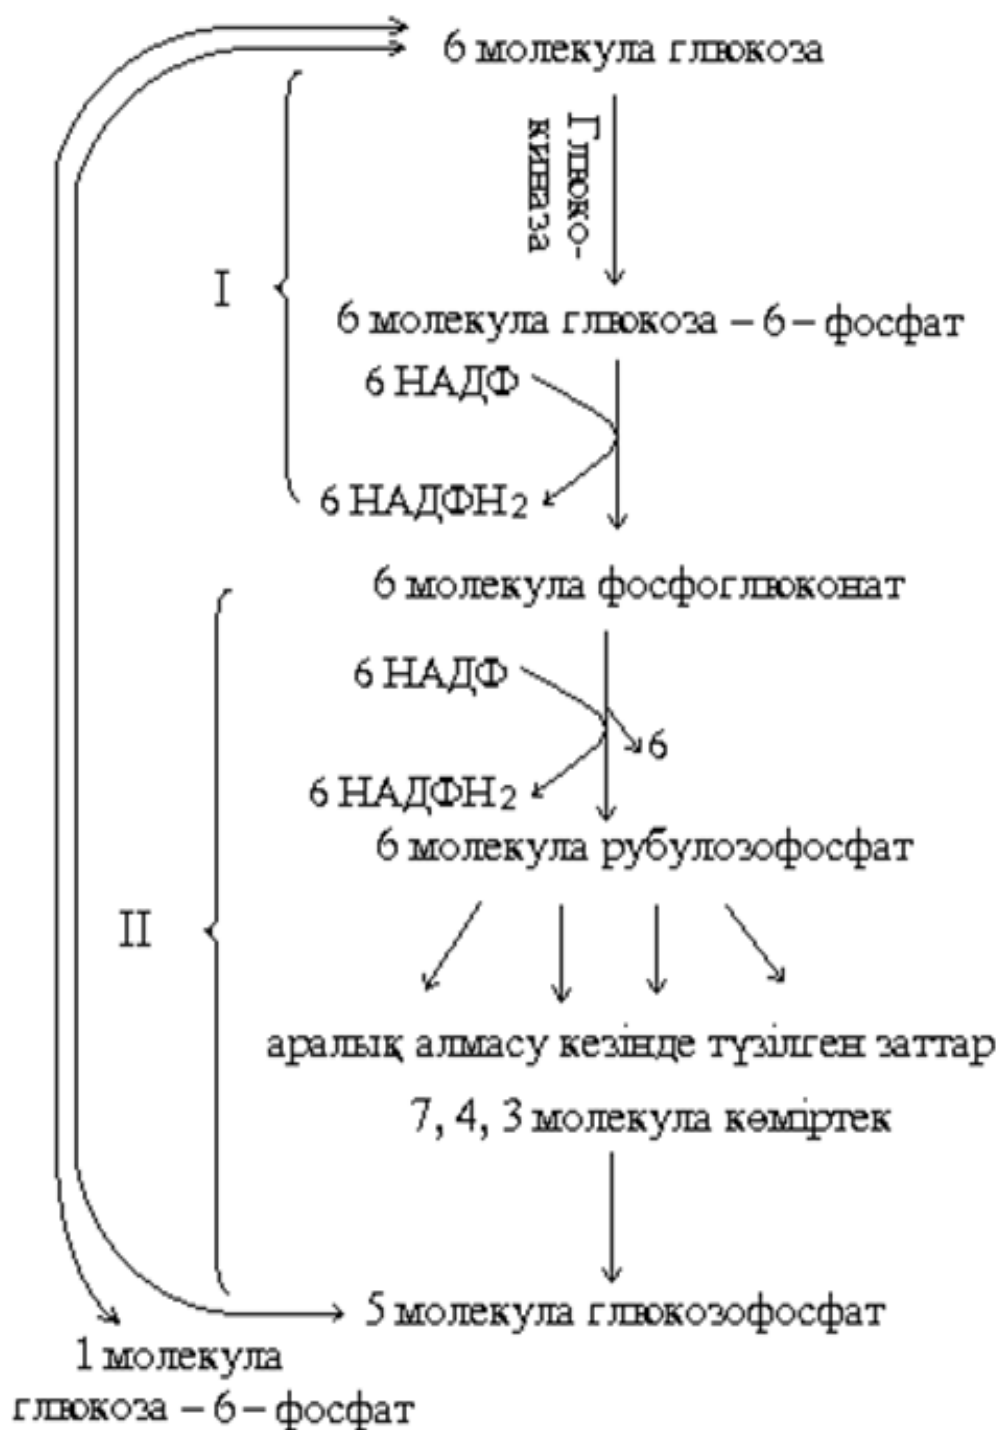 6 молекула глюкоза
Глюко-
киназа
I
6 молекула глюкоза – 6 – фосфат
6 НАДФ
6 НАДФН2
6 молекула фосфоглюконат
6 НАДФ
6
6 НАДФН2
6 молекула рубулозофосфат
II
аралық алмасу кезінде түзілген заттар
7, 4, 3 молекула көміртек
5 молекула глюкозофосфат
1 молекула
глюкоза – 6 – фосфат